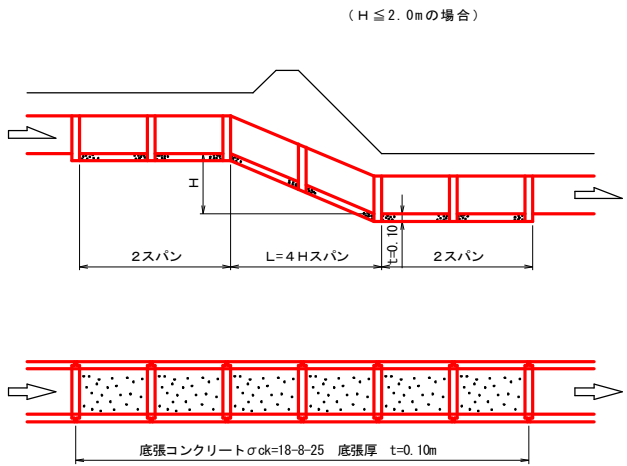 (H≦2.0mの場合)
H
t=0.10
2スパン
L=4Hスパン
2スパン
底張コンクリートσck=18-8-25 底張厚 t=0.10m